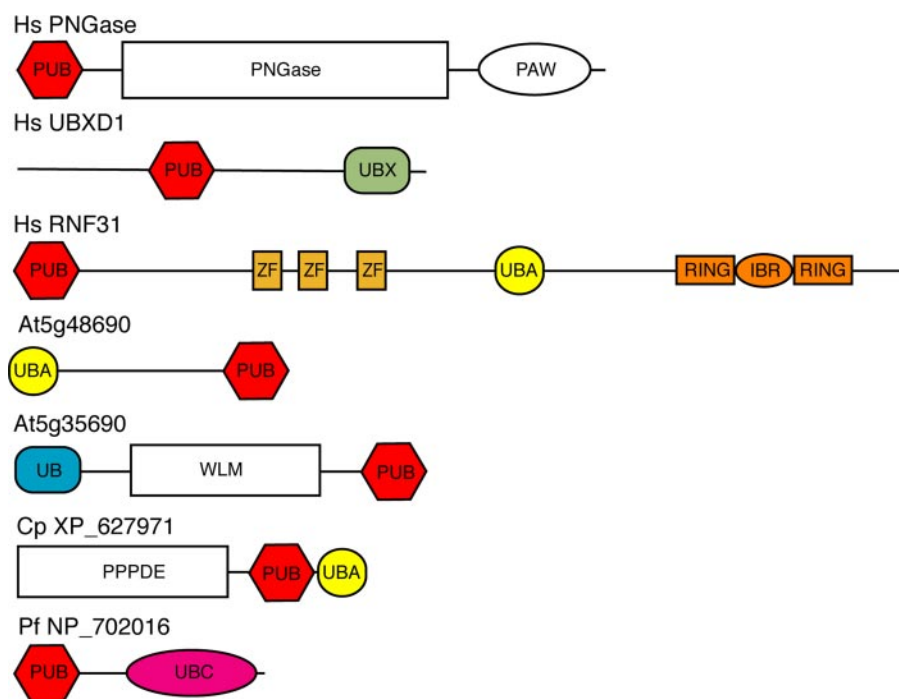 Hs PNGase
PUB PNGase PAW
Hs UBXD1
PUB UBX
Hs RNF31
PUB ZF ZF ZF UBA RING IBR RING
At5g48690
UBA PUB
At5g35690
UB WLM PUB
Cp XP_627971
PPPDE PUB UBA
Pf NP_702016
PUB UBC